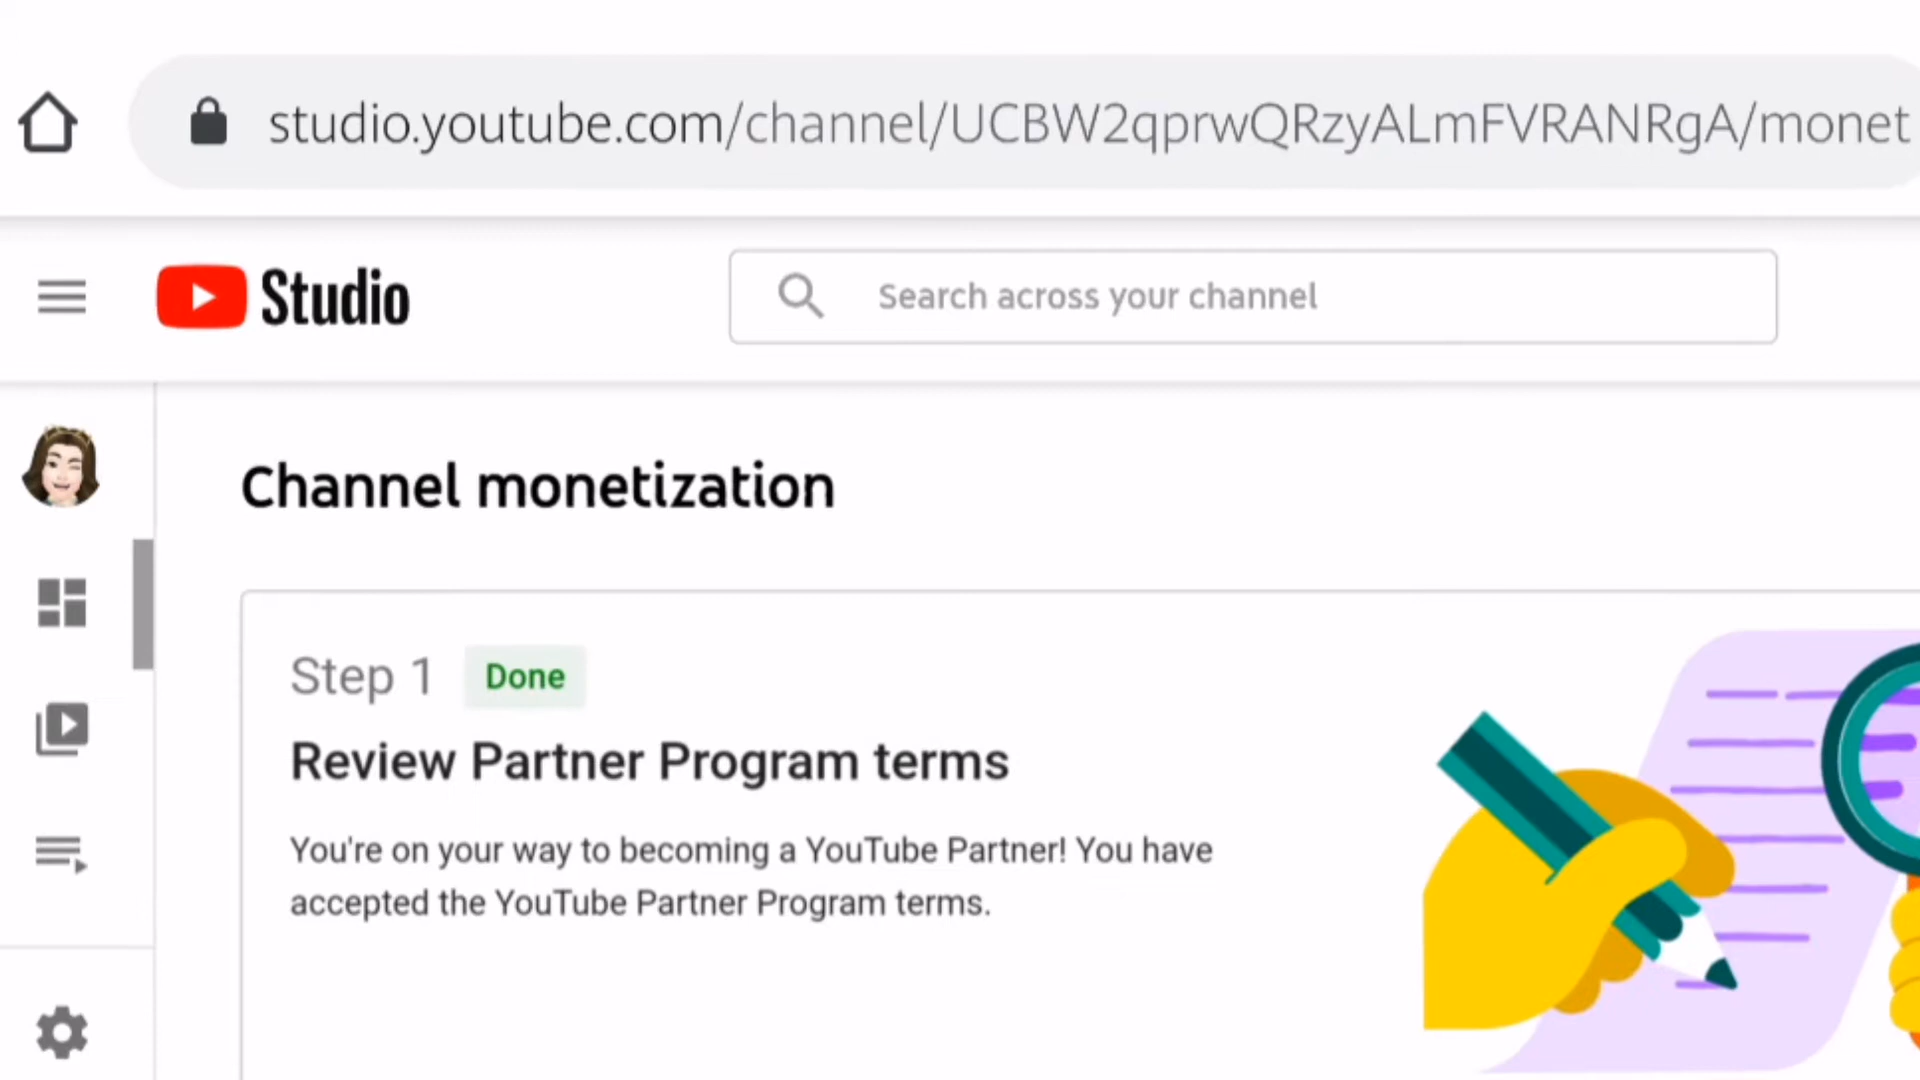 studio.youtube.com/channel/UCBW2qprwQRzyALmFVRANRgA/monet
Studio
Search across your channel
Channel monetization
Step 1 Done
Review Partner Program terms
You're on your way to becoming a YouTube Partner! You have
accepted the YouTube Partner Program terms.